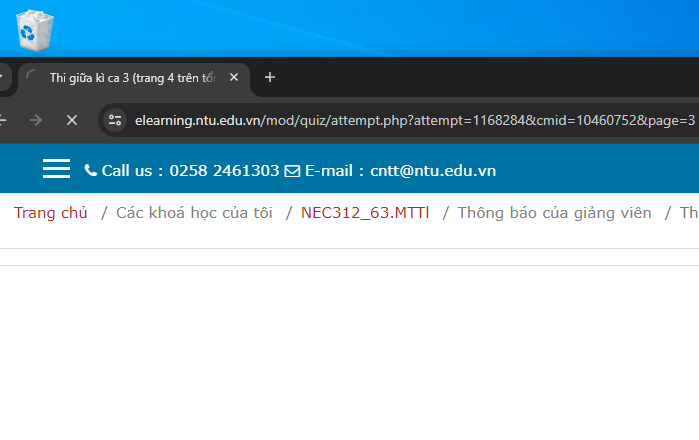 Thi giữa kì ca 3 (trang 4 trên tổn
elearning.ntu.edu.vn/mod/quiz/attempt.php?attempt=1168284&cmid=10460752&page=3
Call us : 0258 2461303 E-mail : cntt@ntu.edu.vn
Trang chủ / Các khoá học của tôi / NEC312_63.MTTl / Thông báo của giảng viên / Th